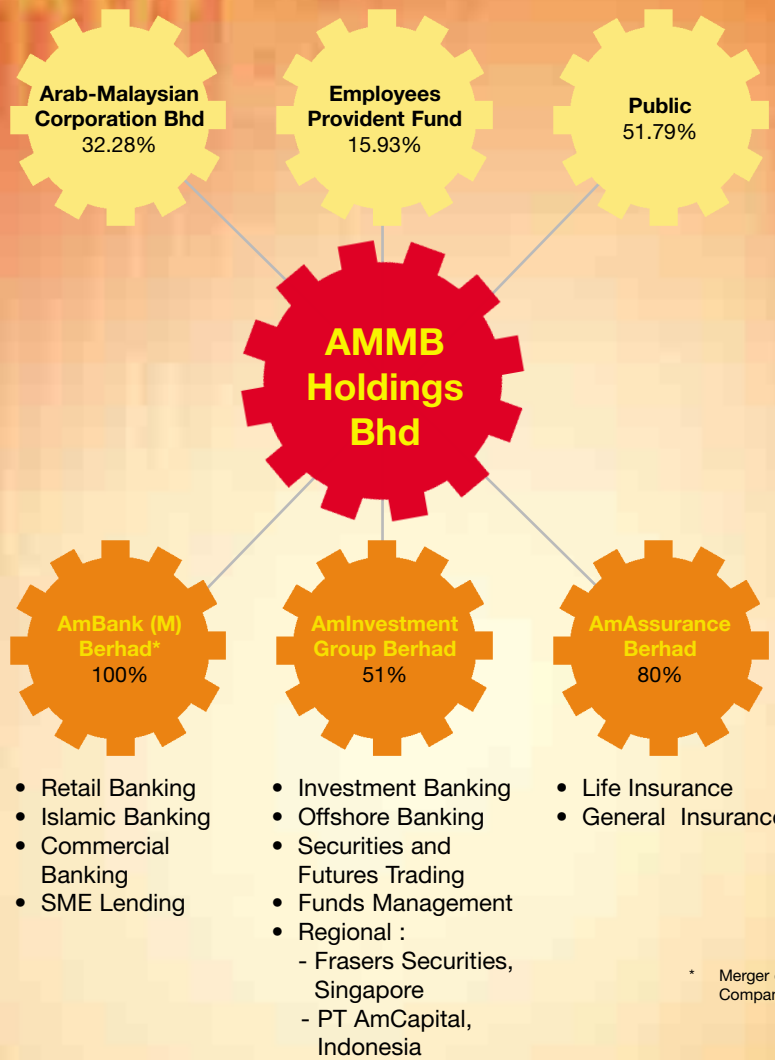 Arab-Malaysian
Corporation Bhd
32.28%
Employees
Provident Fund
15.93%
Public
51.79%
AMMB
Holdings
Bhd
AmBank (M)
Berhad*
100%
AmInvestment
Group Berhad
51%
AmAssurance
Berhad
80%
• Retail Banking
• Islamic Banking
• Commercial
Banking
• SME Lending
• Investment Banking
• Offshore Banking
• Securities and
Futures Trading
• Funds Management
• Regional :
- Frasers Securities,
Singapore
- PT AmCapital,
Indonesia
• Life Insurance
• General Insurance
* Merger